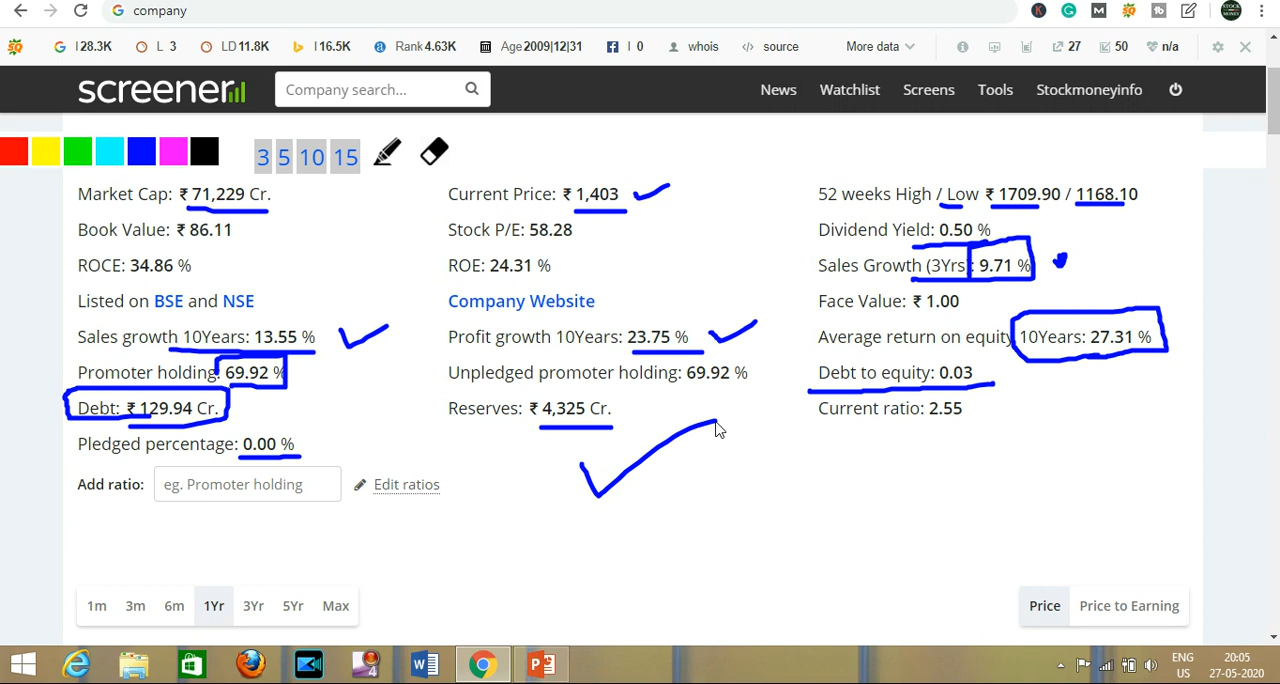 company
I 28.3K L 3 LD 11.8K I 16.5K Rank 4.63K Age 2009|12|31 I 0 whois source More data 27 50 n/a
screener
Company search...
News Watchlist Screens Tools Stockmoneyinfo
3 5 10 15
Market Cap: ₹ 71,229 Cr. Current Price: ₹ 1,403 52 weeks High / Low ₹ 1709.90 / 1168.10
Book Value: ₹ 86.11 Stock P/E: 58.28 Dividend Yield: 0.50 %
ROCE: 34.86 % ROE: 24.31 % Sales Growth (3Yrs): 9.71 %
Listed on BSE and NSE Company Website Face Value: ₹ 1.00
Sales growth 10Years: 13.55 % Profit growth 10Years: 23.75 % Average return on equity 10Years: 27.31 %
Promoter holding: 69.92 % Unpledged promoter holding: 69.92 % Debt to equity: 0.03
Debt: ₹ 129.94 Cr. Reserves: ₹ 4,325 Cr. Current ratio: 2.55
Pledged percentage: 0.00 %
Add ratio: eg. Promoter holding Edit ratios
1m 3m 6m 1Yr 3Yr 5Yr Max Price Price to Earning
ENG 20:05
US 27-05-2020